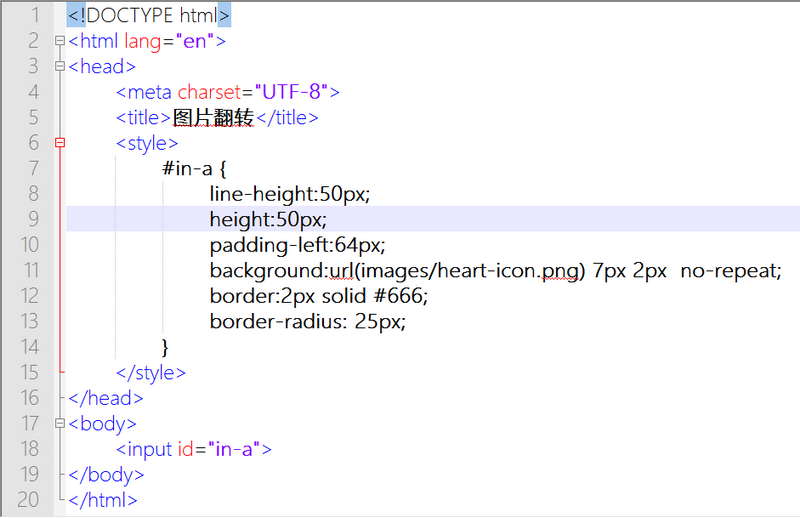 1 <!DOCTYPE html>
2 <html lang="en">
3 <head>
4 <meta charset="UTF-8">
5 <title>图片翻转</title>
6 <style>
7 #in-a {
8 line-height:50px;
9 height:50px;
10 padding-left:64px;
11 background:url(images/heart-icon.png) 7px 2px  no-repeat;
12 border:2px solid #666;
13 border-radius: 25px;
14 }
15 </style>
16 </head>
17 <body>
18 <input id="in-a">
19 </body>
20 </html>